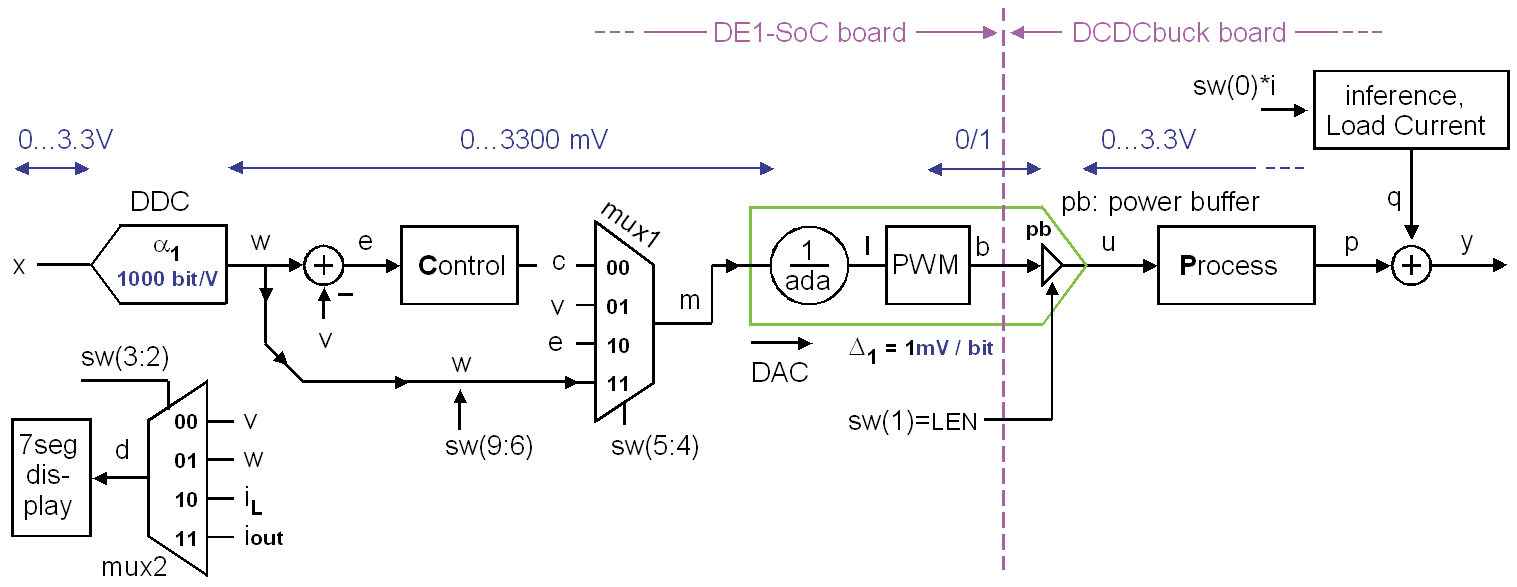 DE1-SoC board
DCDCbuck board
sw(0)*i
inference,
Load Current
0...3.3V
0...3300 mV
0/1
0...3.3V
DDC
α1
1000 bit/V
x
w
+
−
v
e
Control
c
v
e
w
mux1
00
01
10
11
m
1
ada
l
PWM
b
pb
pb: power buffer
u
Process
p
q
+
y
DAC
Δ1 = 1mV / bit
sw(1)=LEN
sw(9:6)
sw(5:4)
sw(3:2)
7seg
dis-
play
d
00
01
10
11
v
w
iL
iout
mux2